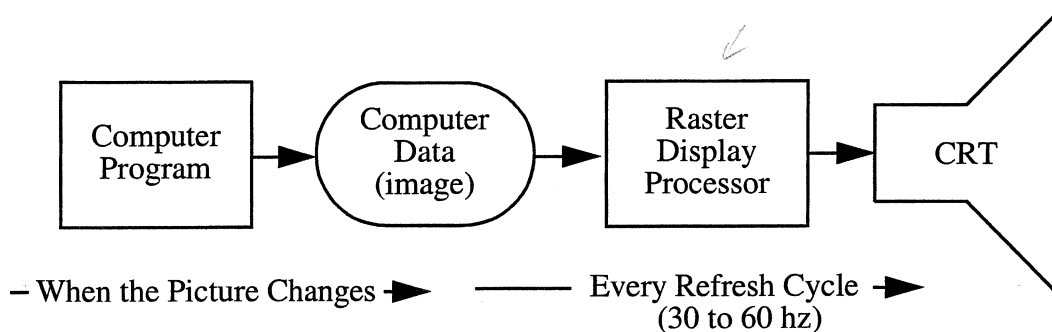 Computer
Program
Computer
Data
(image)
Raster
Display
Processor
CRT
When the Picture Changes
Every Refresh Cycle
(30 to 60 hz)